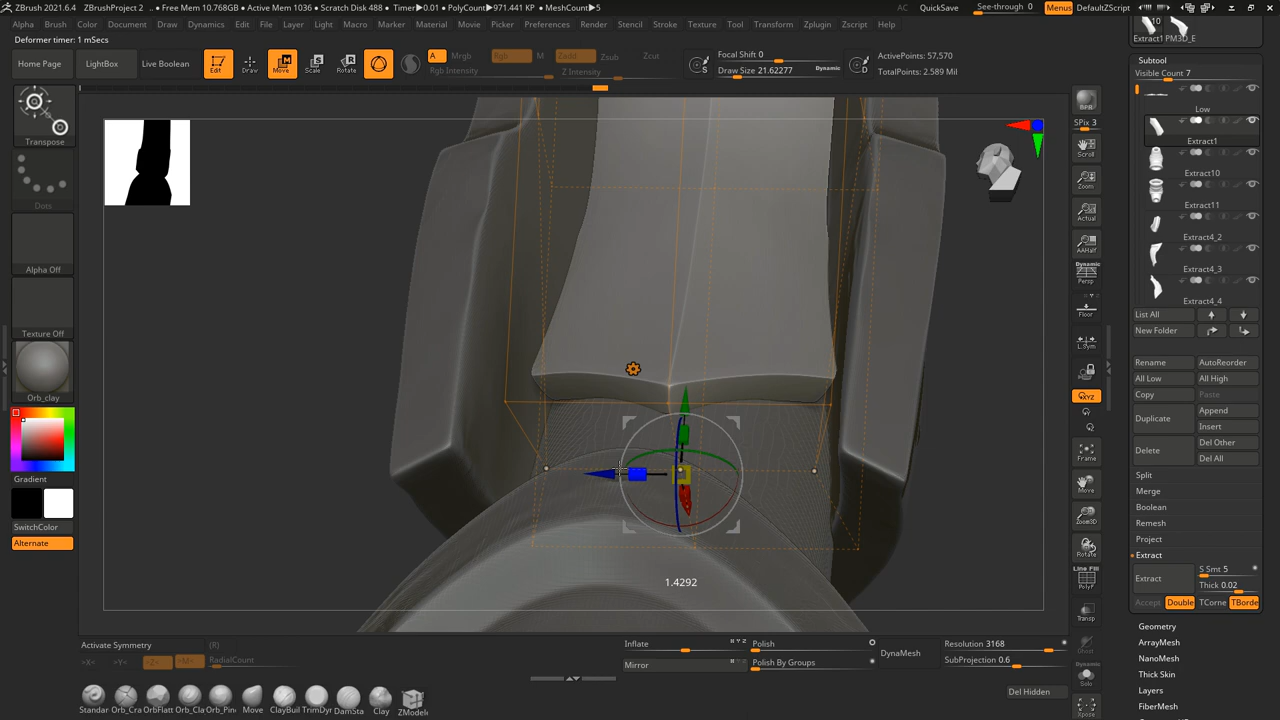 ZBrush 2021.6.4 ZBrushProject 2 .. • Free Mem 10.768GB • Active Mem 1036 • Scratch Disk 488 • Timer▶0.01 • PolyCount▶971.441 KP • MeshCount▶5 AC QuickSave See-through 0 Menus DefaultZScript
Alpha Brush Color Document Draw Dynamics Edit File Layer Light Macro Marker Material Movie Picker Preferences Render Stencil Stroke Texture Tool Transform Zplugin Zscript Help
Deformer timer: 1 mSecs
Extract1 PM3D_E
Home Page LightBox Live Boolean Edit Draw Move Scale Rotate A Mrgb Rgb M Zadd Zsub Zcut
Rgb Intensity Z Intensity
Focal Shift 0
Draw Size 21.62277 Dynamic
ActivePoints: 57,570
TotalPoints: 2.589 Mil
Subtool
Visible Count 7
Low
Extract1
Extract10
Extract11
Extract4_2
Extract4_3
Extract4_4
List All
New Folder
Rename AutoReorder
All Low All High
Copy Paste
Duplicate Append
Insert
Delete Del Other
Del All
Split
Merge
Boolean
Remesh
Project
Extract
Extract S Smt 5
Thick 0.02
Accept Double TCorne TBorde
Geometry
ArrayMesh
NanoMesh
Thick Skin
Layers
FiberMesh
BPR
SPix 3
Scroll
Zoom
Actual
AAHalf
Dynamic
Persp
Floor
L.Sym
XYZ
Frame
Move
Zoom3D
Rotate
Line Fill
PolyF
Transp
Ghost
Dynamic
Solo
Xpose
Transpose
Dots
Alpha Off
Texture Off
Orb_clay
Gradient
SwitchColor
Alternate
1.4292
Activate Symmetry (R)
>X< >Y< >Z< >M< RadialCount
Inflate Polish
Mirror Polish By Groups
DynaMesh
Resolution 3168
SubProjection 0.6
Del Hidden
Standar Orb_Cra OrbFlatt Orb_Cla Orb_Pin Move ClayBuil TrimDyr DamSta Clay ZModele